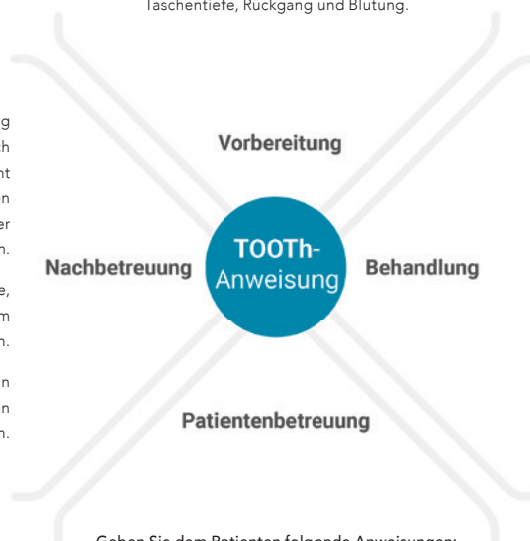 Taschentiefe, Rückgang und Blutung.
Vorbereitung
TOOTh-
Anweisung
Nachbetreuung
Behandlung
Patientenbetreuung
Geben Sie dem Patienten folgende Anweisungen: